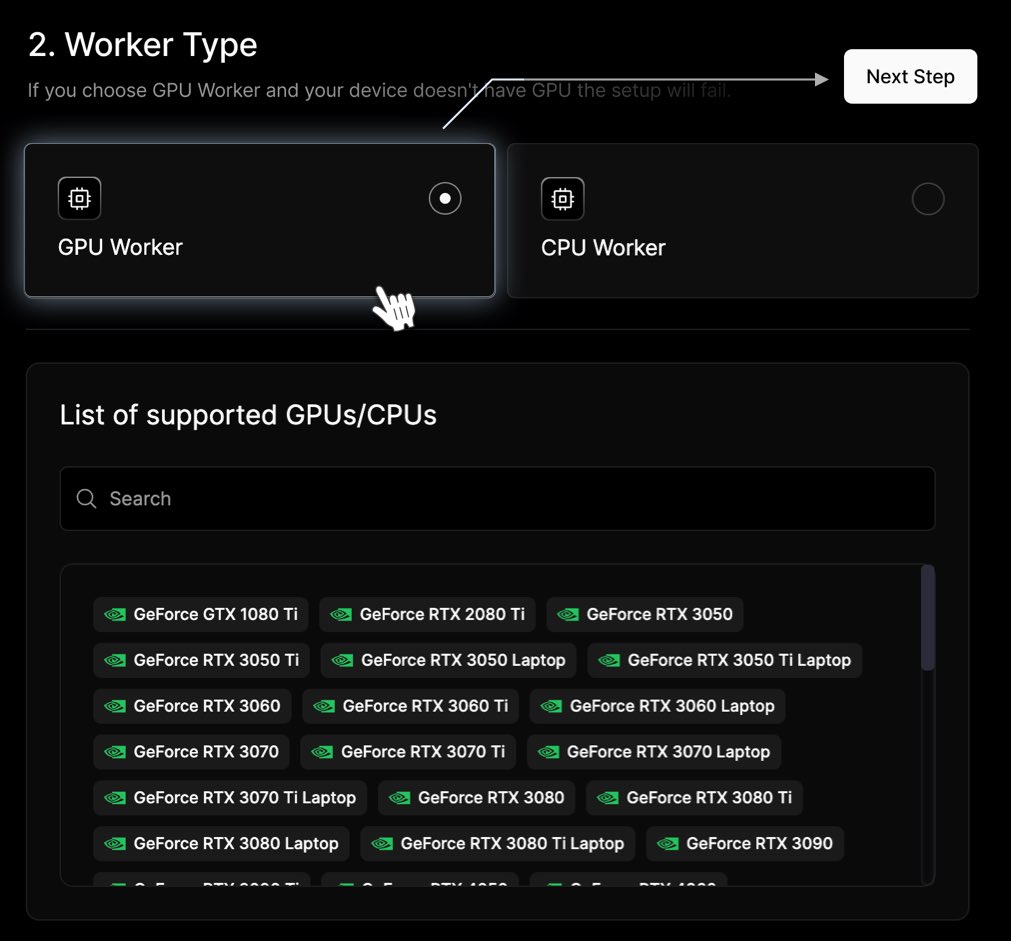 2. Worker Type
If you choose GPU Worker and your device doesn't have GPU the setup will fail.
Next Step
GPU Worker
CPU Worker
List of supported GPUs/CPUs
Search
GeForce GTX 1080 Ti
GeForce RTX 2080 Ti
GeForce RTX 3050
GeForce RTX 3050 Ti
GeForce RTX 3050 Laptop
GeForce RTX 3050 Ti Laptop
GeForce RTX 3060
GeForce RTX 3060 Ti
GeForce RTX 3060 Laptop
GeForce RTX 3070
GeForce RTX 3070 Ti
GeForce RTX 3070 Laptop
GeForce RTX 3070 Ti Laptop
GeForce RTX 3080
GeForce RTX 3080 Ti
GeForce RTX 3080 Laptop
GeForce RTX 3080 Ti Laptop
GeForce RTX 3090